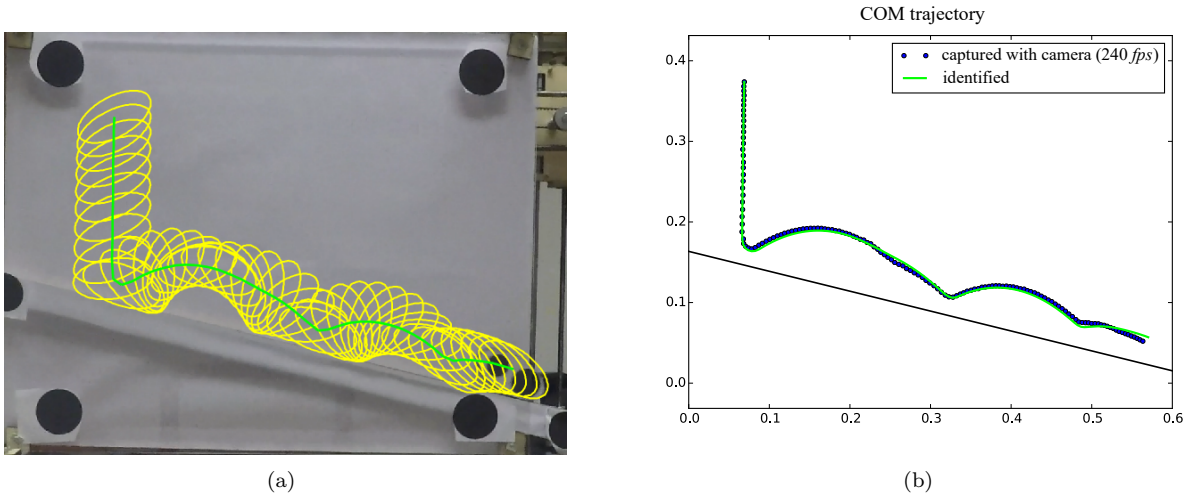 COM trajectory
captured with camera (240 fps)
identified
0.4
0.3
0.2
0.1
0.0
0.0 0.1 0.2 0.3 0.4 0.5 0.6
(a) (b)